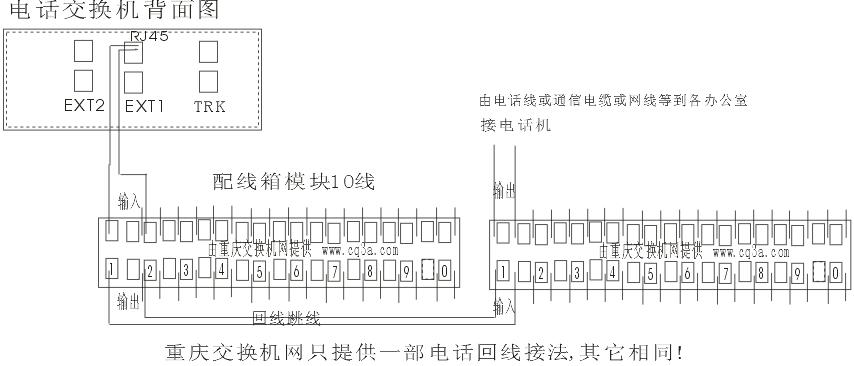 电话交换机背面图
RJ45
EXT2 EXT1 TRK
由电话线或通信电缆或网线等到各办公室
接电话机
配线箱模块10线
输入
输出
由重庆交换机网提供 www.cq3a.com
由重庆交换机网提供 www.cq3a.com
1 2 3 4 5 6 7 8 9 0
1 2 3 4 5 6 7 8 9 0
输出
输入
回线跳线
重庆交换机网只提供一部电话回线接法,其它相同!